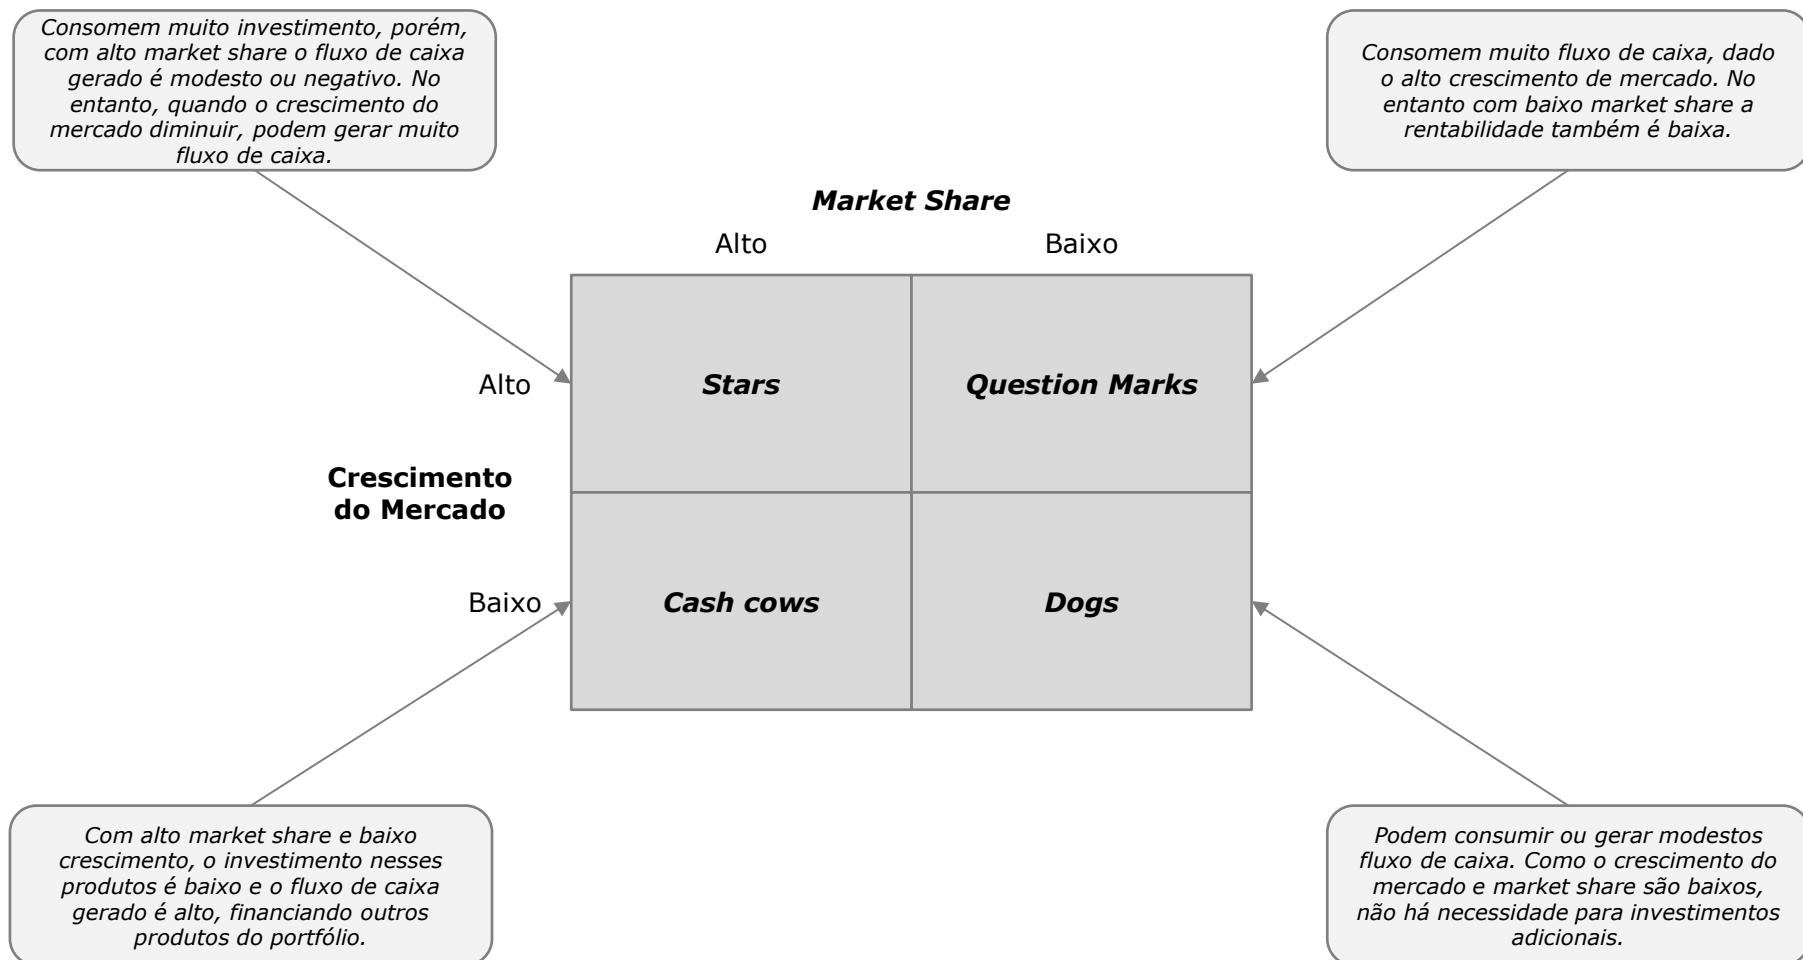 Consomem muito investimento, porém,
com alto market share o fluxo de caixa
gerado é modesto ou negativo. No
entanto, quando o crescimento do
mercado diminuir, podem gerar muito
fluxo de caixa.
Consomem muito fluxo de caixa, dado
o alto crescimento de mercado. No
entanto com baixo market share a
rentabilidade também é baixa.
Market Share
Alto
Baixo
Alto
Stars
Question Marks
Crescimento
do Mercado
Baixo
Cash cows
Dogs
Com alto market share e baixo
crescimento, o investimento nesses
produtos é baixo e o fluxo de caixa
gerado é alto, financiando outros
produtos do portfólio.
Podem consumir ou gerar modestos
fluxo de caixa. Como o crescimento do
mercado e market share são baixos,
não há necessidade para investimentos
adicionais.